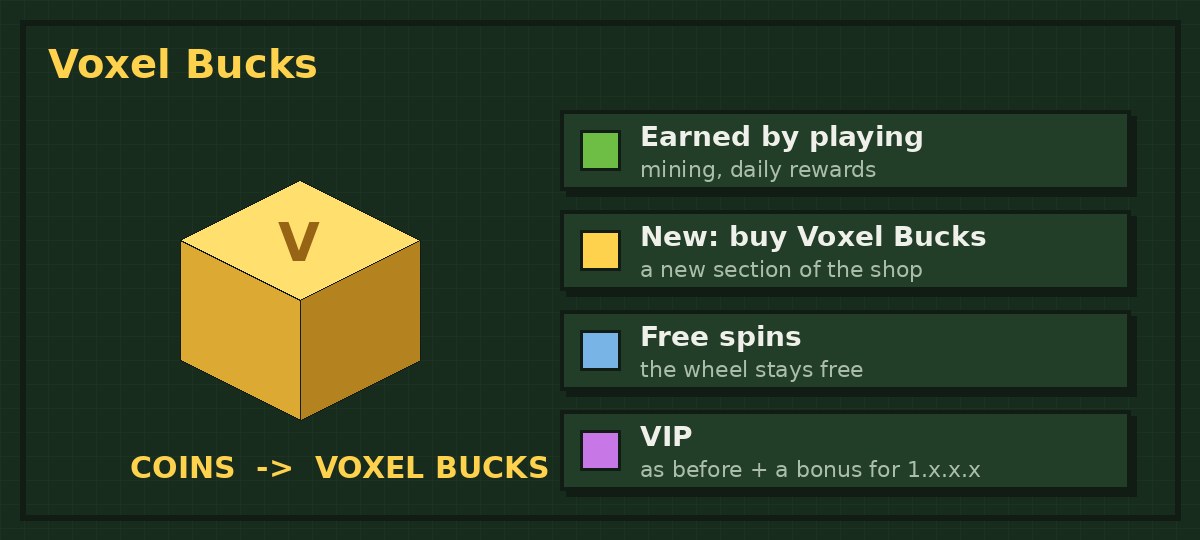 Voxel Bucks
V
COINS -> VOXEL BUCKS
Earned by playing
mining, daily rewards
New: buy Voxel Bucks
a new section of the shop
Free spins
the wheel stays free
VIP
as before + a bonus for 1.x.x.x